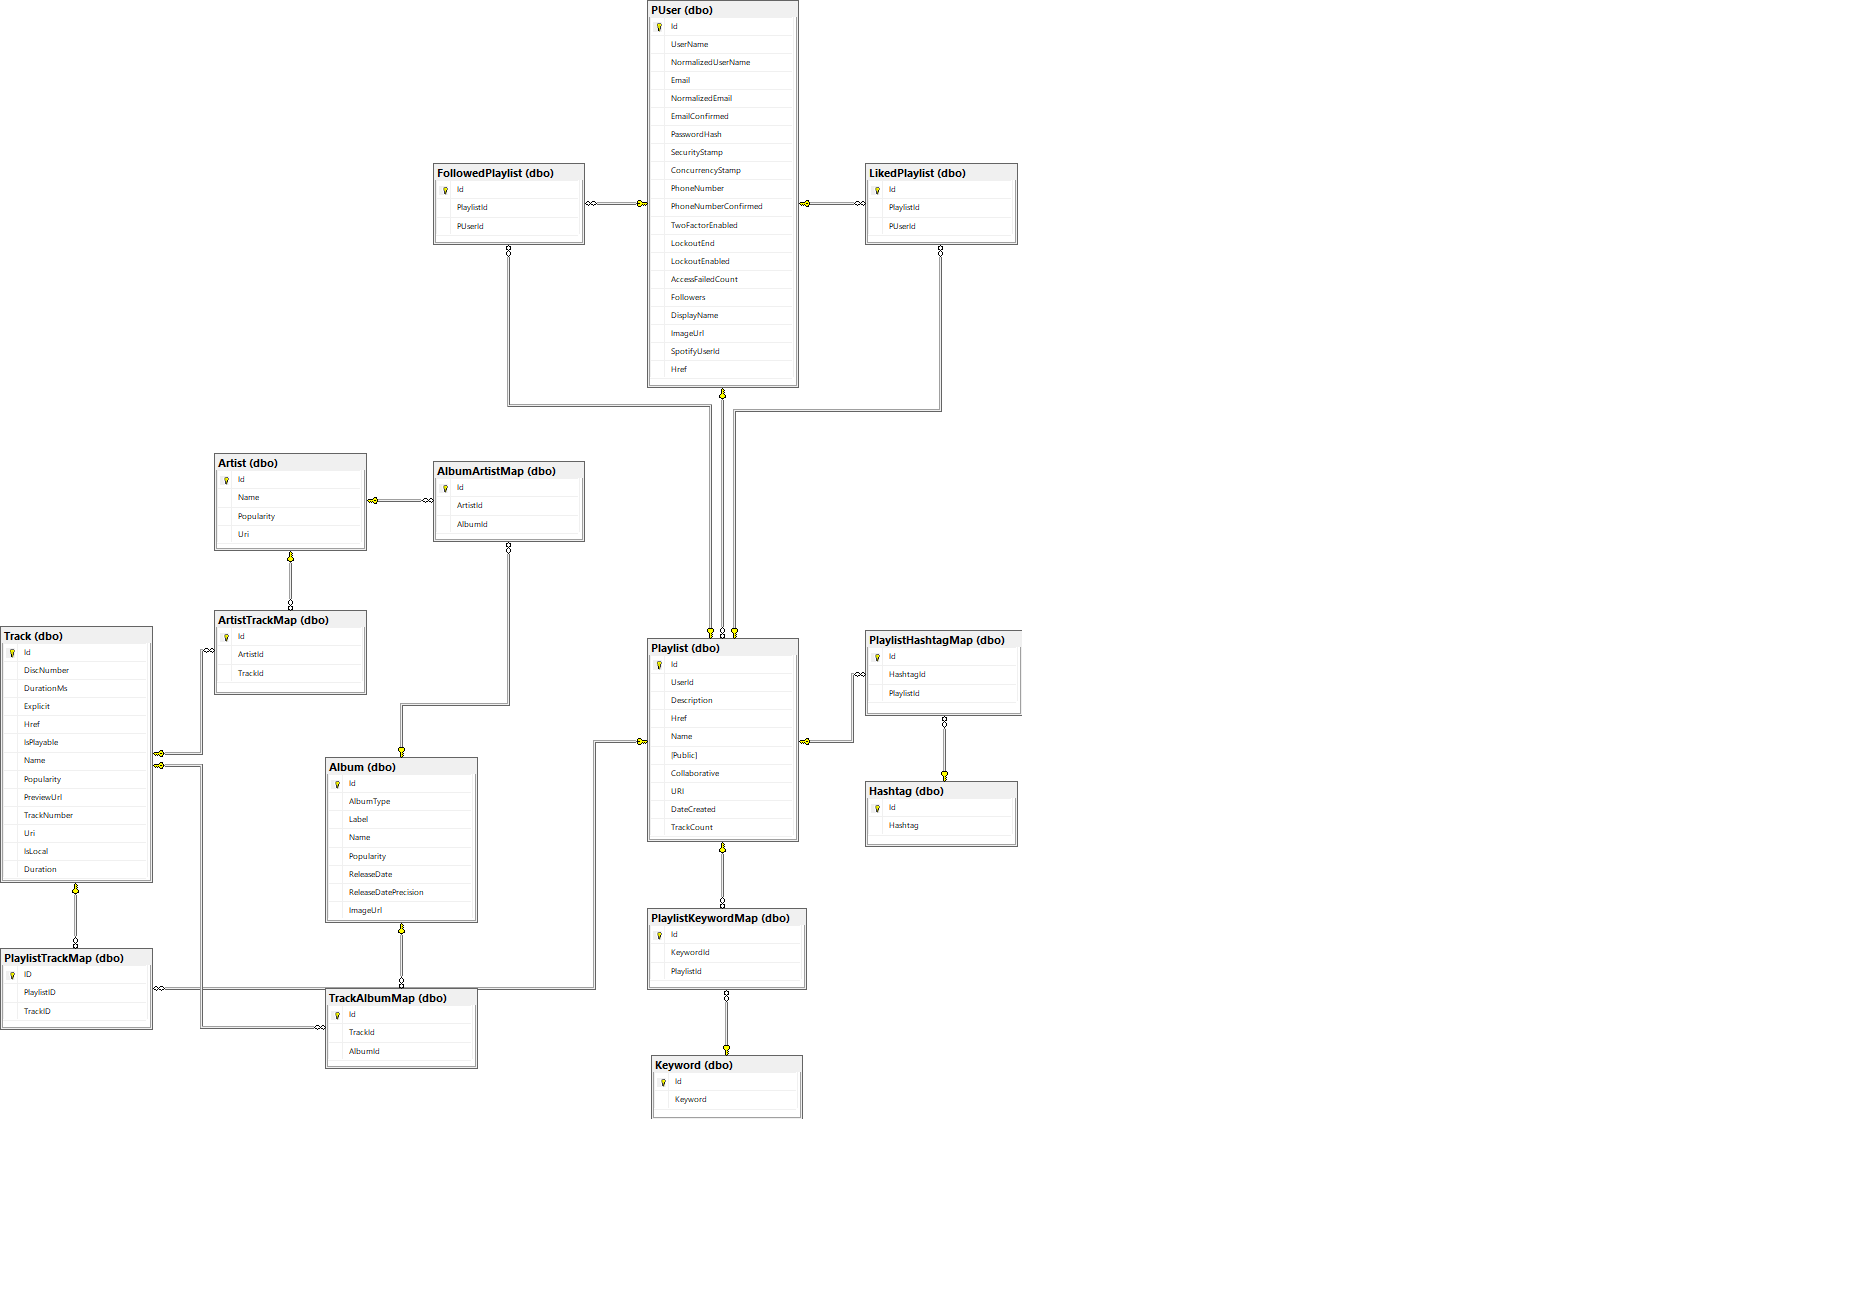 PUser (dbo)
Id
UserName
NormalizedUserName
Email
NormalizedEmail
EmailConfirmed
PasswordHash
SecurityStamp
ConcurrencyStamp
PhoneNumber
PhoneNumberConfirmed
TwoFactorEnabled
LockoutEnd
LockoutEnabled
AccessFailedCount
Followers
DisplayName
ImageUrl
SpotifyUserId
Href
FollowedPlaylist (dbo)
Id
PlaylistId
PUserId
LikedPlaylist (dbo)
Id
PlaylistId
PUserId
Artist (dbo)
Id
Name
Popularity
Uri
AlbumArtistMap (dbo)
Id
ArtistId
AlbumId
ArtistTrackMap (dbo)
Id
ArtistId
TrackId
Track (dbo)
Id
DiscNumber
DurationMs
Explicit
Href
IsPlayable
Name
Popularity
PreviewUrl
TrackNumber
Uri
IsLocal
Duration
Playlist (dbo)
Id
UserId
Description
Href
Name
[Public]
Collaborative
URI
DateCreated
TrackCount
PlaylistHashtagMap (dbo)
Id
HashtagId
PlaylistId
Album (dbo)
Id
AlbumType
Label
Name
Popularity
ReleaseDate
ReleaseDatePrecision
ImageUrl
Hashtag (dbo)
Id
Hashtag
PlaylistKeywordMap (dbo)
Id
KeywordId
PlaylistId
PlaylistTrackMap (dbo)
ID
PlaylistID
TrackID
TrackAlbumMap (dbo)
Id
TrackId
AlbumId
Keyword (dbo)
Id
Keyword